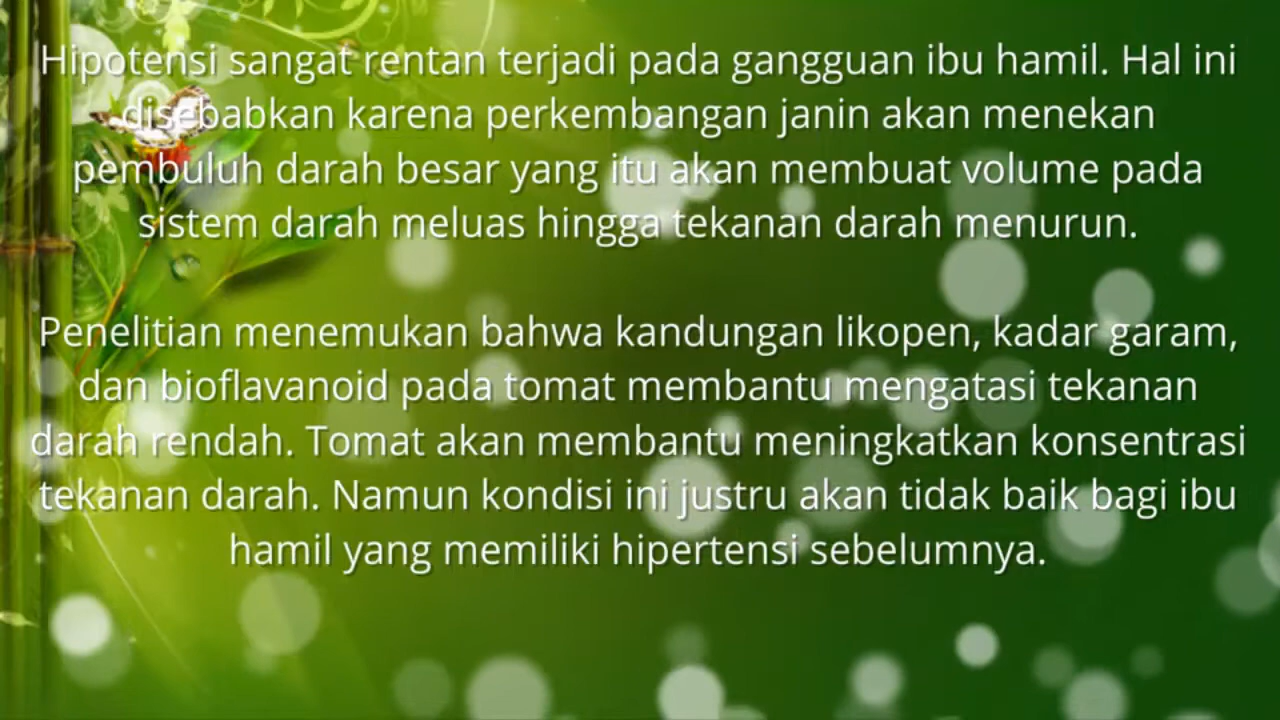 Hipotensi sangat rentan terjadi pada gangguan ibu hamil. Hal ini
disebabkan karena perkembangan janin akan menekan
pembuluh darah besar yang itu akan membuat volume pada
sistem darah meluas hingga tekanan darah menurun.
Penelitian menemukan bahwa kandungan likopen, kadar garam,
dan bioflavanoid pada tomat membantu mengatasi tekanan
darah rendah. Tomat akan membantu meningkatkan konsentrasi
tekanan darah. Namun kondisi ini justru akan tidak baik bagi ibu
hamil yang memiliki hipertensi sebelumnya.